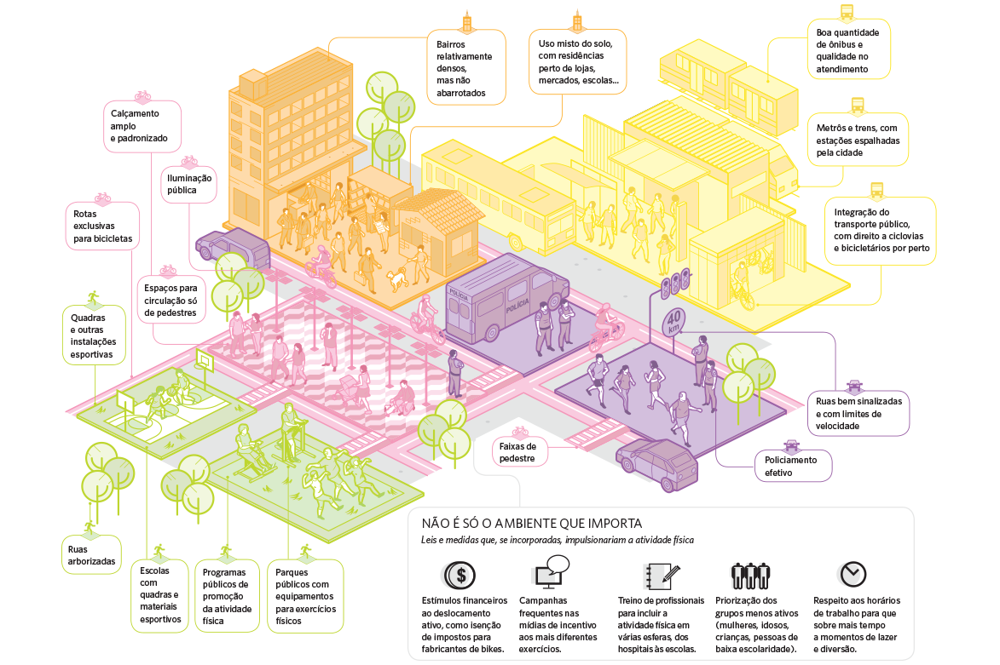 Bairros
relativamente
densos,
mas não
abarrotados
Uso misto do solo,
com residências
perto de lojas,
mercados, escolas...
Boa quantidade
de ônibus e
qualidade no
atendimento
Metrôs e trens, com
estações espalhadas
pela cidade
Integração do
transporte público,
com direito a ciclovias
e bicicletários por perto
Calçamento
amplo
e padronizado
Iluminação
pública
Rotas
exclusivas
para bicicletas
Espaços para
circulação só
de pedestres
Quadras
e outras
instalações
esportivas
POLÍCIA
POLÍCIA
40
km
Ruas bem sinalizadas
e com limites de
velocidade
Policiamento
efetivo
Faixas de
pedestre
Ruas
arborizadas
Escolas
com
quadras e
materiais
esportivos
Programas
públicos de
promoção
da atividade
física
Parques
públicos com
equipamentos
para exercícios
físicos
NÃO É SÓ O AMBIENTE QUE IMPORTA
Leis e medidas que, se incorporadas, impulsionariam a atividade física
$
Estímulos financeiros
ao deslocamento
ativo, como isenção
de impostos para
fabricantes de bikes.
Campanhas
frequentes nas
mídias de incentivo
aos mais diferentes
exercícios.
Treino de profissionais
para incluir a
atividade física em
várias esferas, dos
hospitais às escolas.
Priorização dos
grupos menos ativos
(mulheres, idosos,
crianças, pessoas de
baixa escolaridade).
Respeito aos horários
de trabalho para que
sobre mais tempo
a momentos de lazer
e diversão.